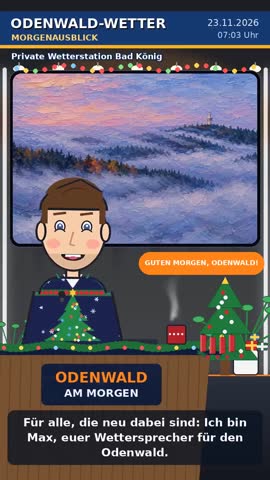 ODENWALD-WETTER
23.11.2026
MORGENAUSBLICK
07:03 Uhr
Private Wetterstation Bad König
GUTEN MORGEN, ODENWALD!
ODENWALD
AM MORGEN
Für alle, die neu dabei sind: Ich bin
Max, euer Wettersprecher für den
Odenwald.